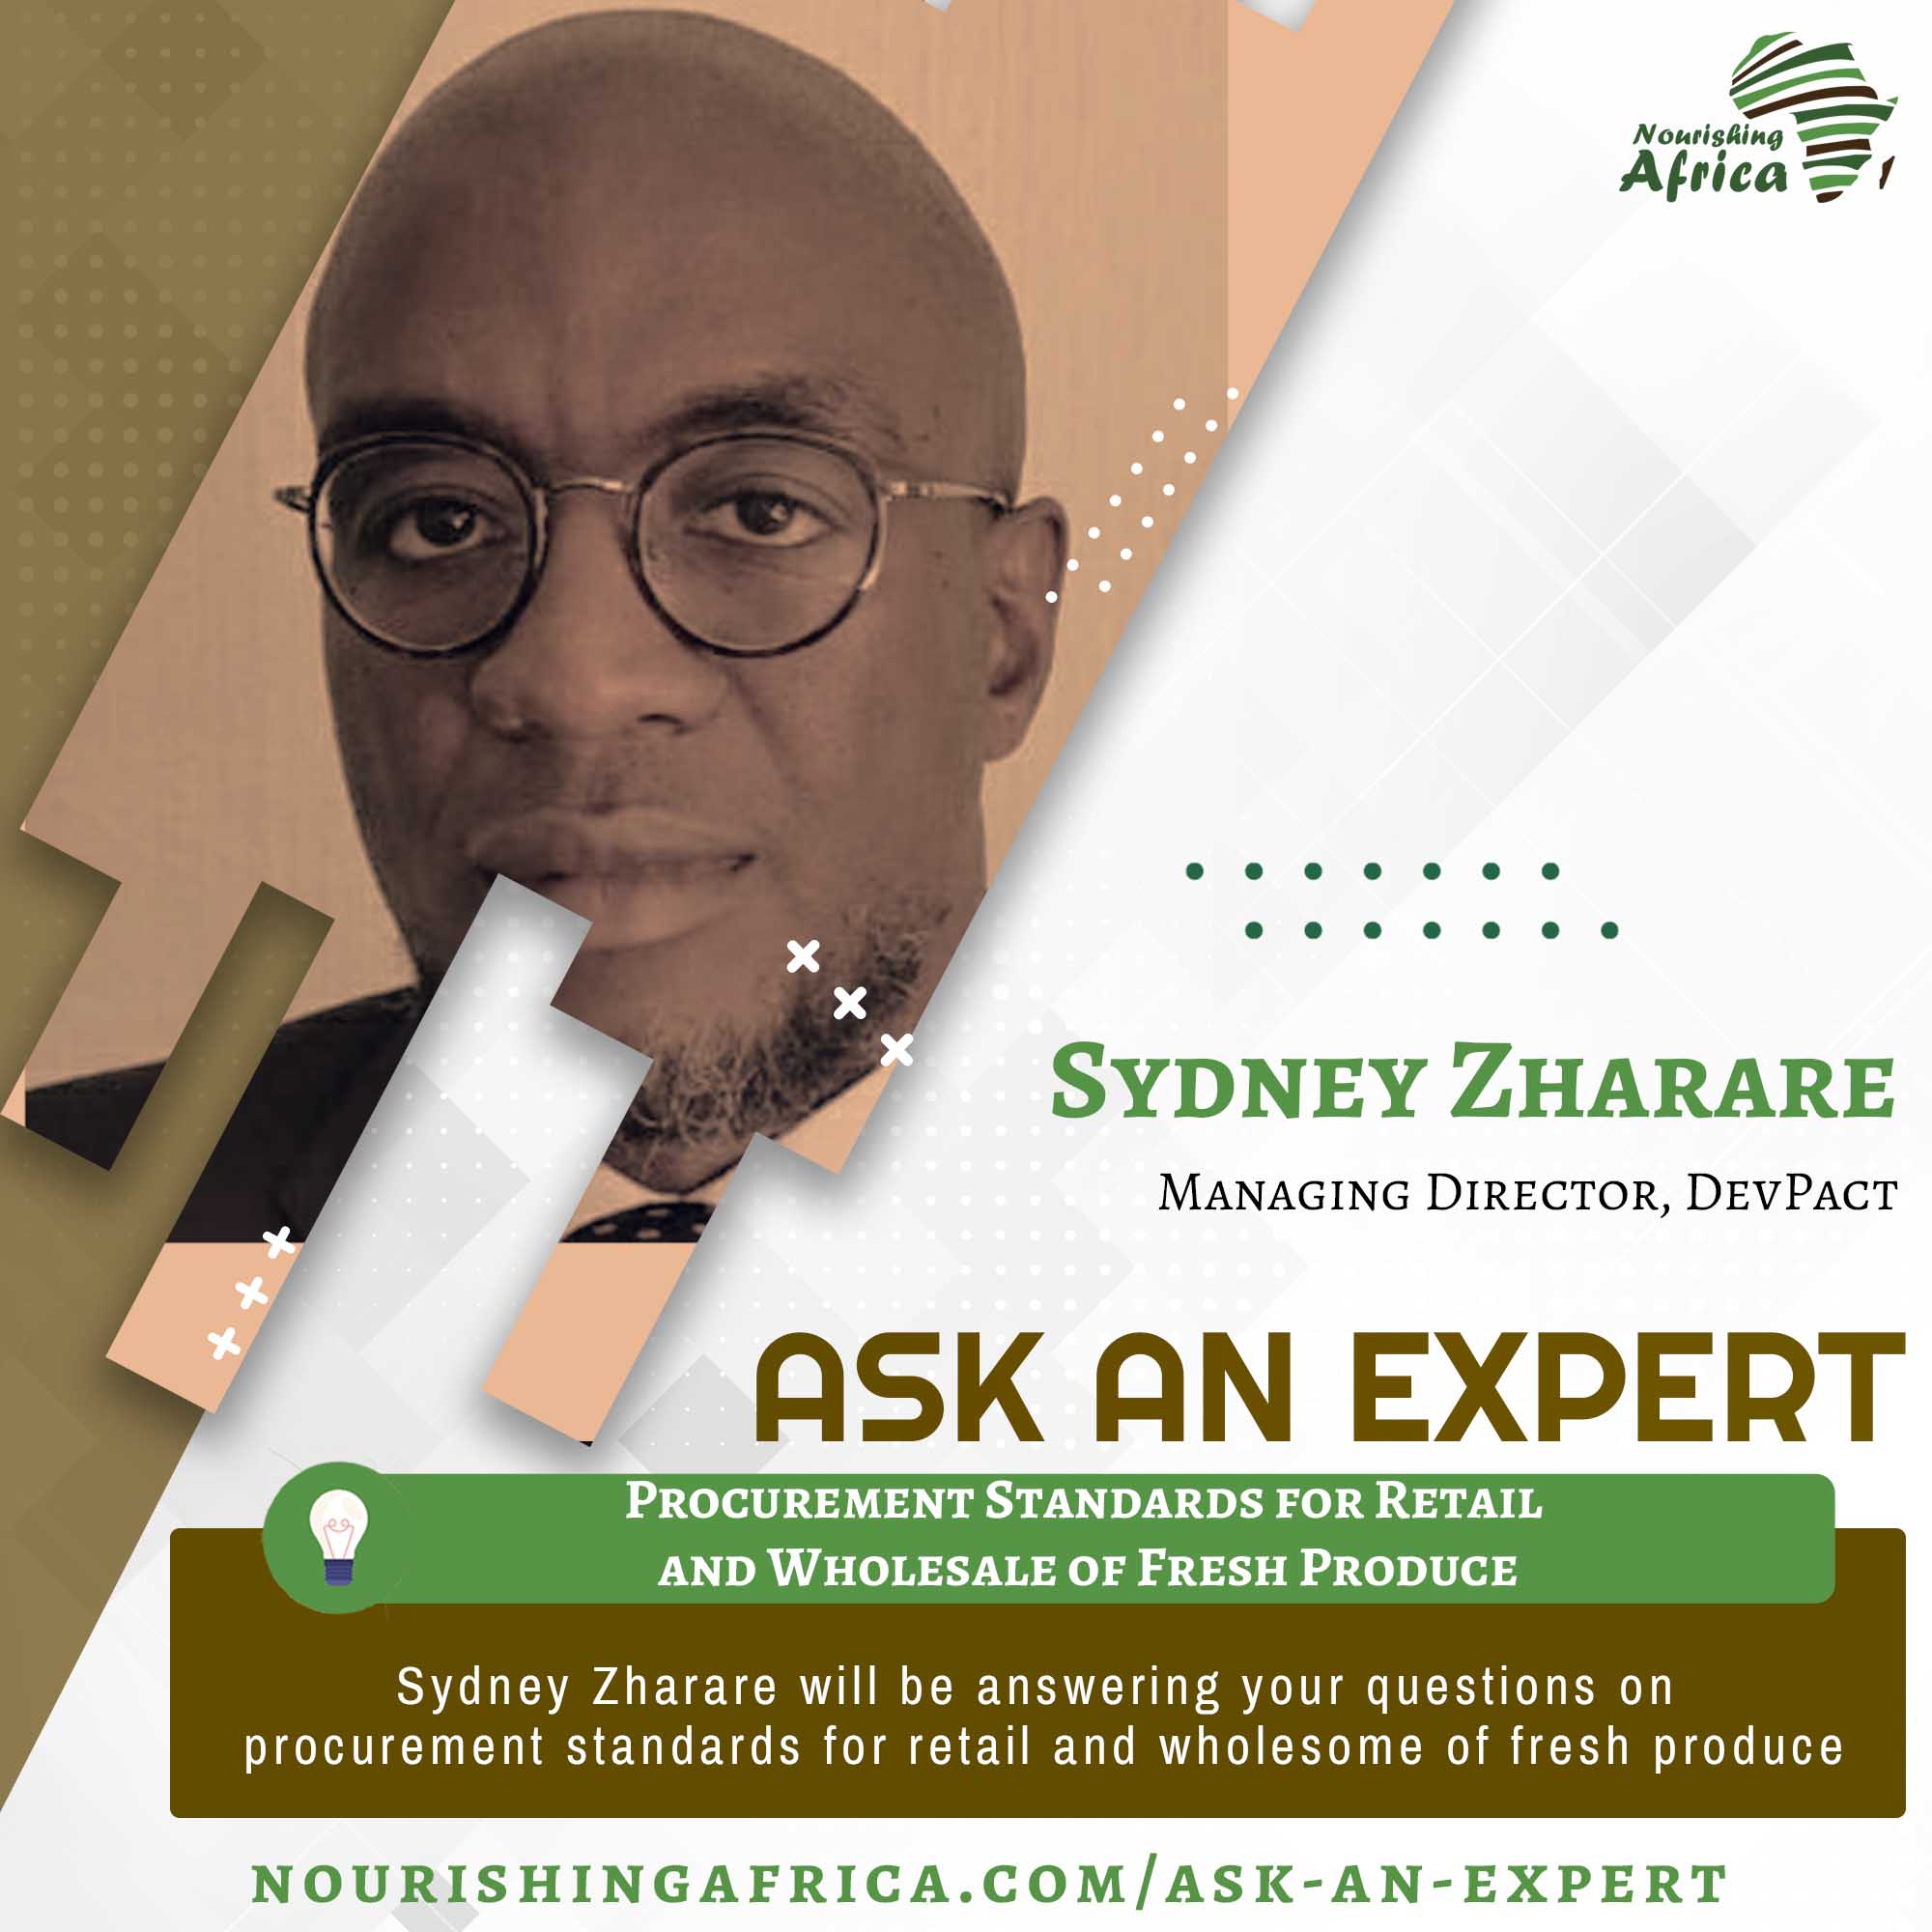 Nourishing
Africa
Sydney Zharare
Managing Director, DevPact
ASK AN EXPERT
Procurement Standards for Retail
and Wholesale of Fresh Produce
Sydney Zharare will be answering your questions on
procurement standards for retail and wholesome of fresh produce
nourishingafrica.com/ask-an-expert